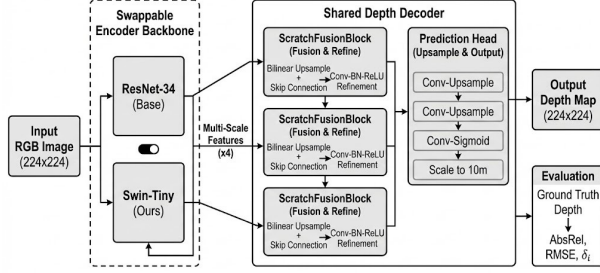 Swappable
Encoder Backbone
Shared Depth Decoder
Input
RGB Image
(224x224)
ResNet-34
(Base)
Swin-Tiny
(Ours)
Multi-Scale
Features
(x4)
ScratchFusionBlock
(Fusion & Refine)
Bilinear Upsample
+
Skip Connection
Conv-BN-ReLU
Refinement
ScratchFusionBlock
(Fusion & Refine)
Bilinear Upsample
+
Skip Connection
Conv-BN-ReLU
Refinement
ScratchFusionBlock
(Fusion & Refine)
Bilinear Upsample
+
Skip Connection
Conv-BN-ReLU
Refinement
Prediction Head
(Upsample & Output)
Conv-Upsample
Conv-Upsample
Conv-Sigmoid
Scale to 10m
Output
Depth Map
(224x224)
Evaluation
Ground Truth
Depth
AbsRel,
RMSE, δi